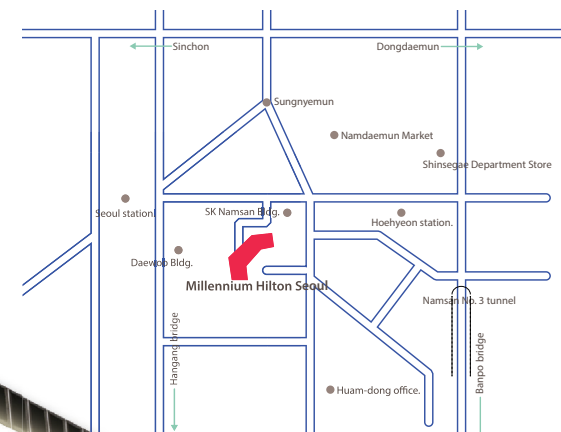 Sinchon
Dongdaemun
Sungnyemun
Namdaemun Market
Shinsegae Department Store
Seoul station
SK Namsan Bldg.
Hoehyeon station.
Daewoo Bldg.
Millennium Hilton Seoul
Namsan No. 3 tunnel
Hangang bridge
Banpo bridge
Huam-dong office.